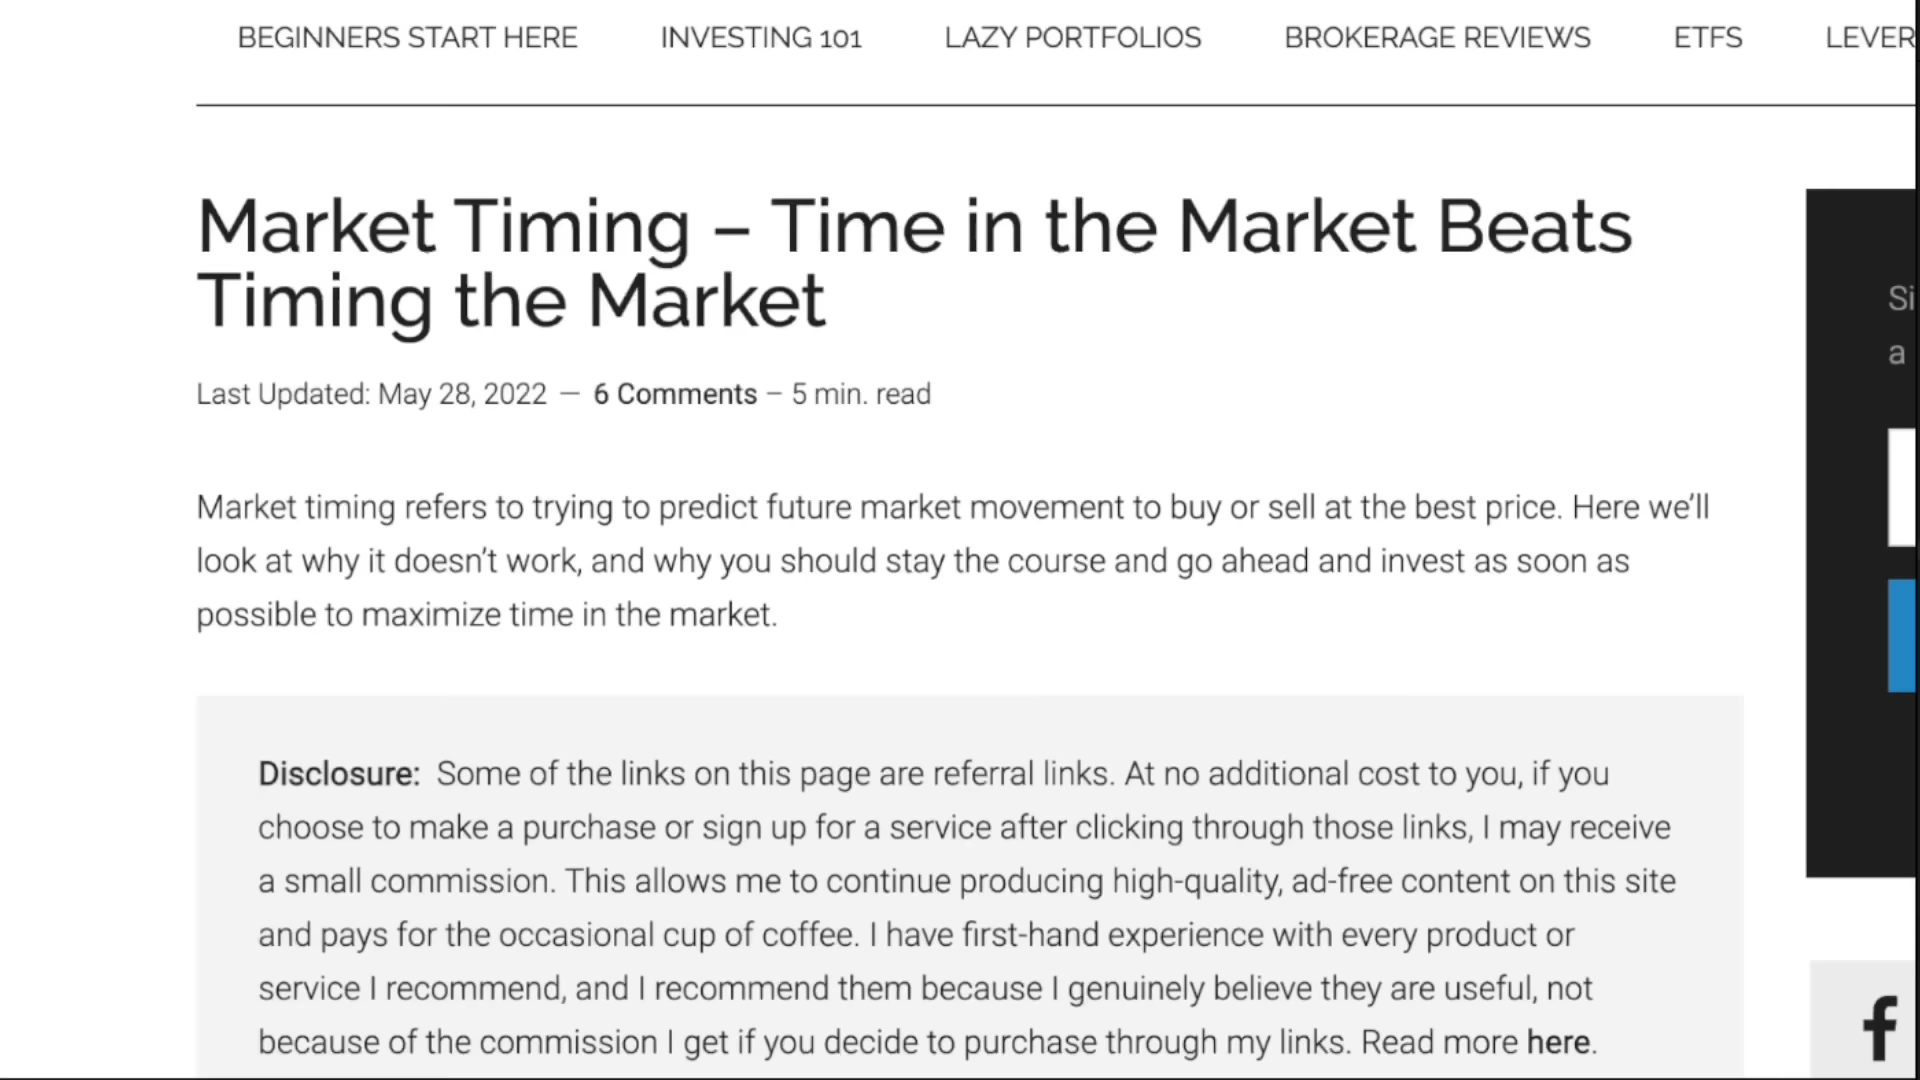 BEGINNERS START HERE INVESTING 101 LAZY PORTFOLIOS BROKERAGE REVIEWS ETFS LEVER
Market Timing – Time in the Market Beats
Timing the Market
Last Updated: May 28, 2022 — 6 Comments – 5 min. read
Market timing refers to trying to predict future market movement to buy or sell at the best price. Here we’ll
look at why it doesn’t work, and why you should stay the course and go ahead and invest as soon as
possible to maximize time in the market.
Si
a
Disclosure: Some of the links on this page are referral links. At no additional cost to you, if you
choose to make a purchase or sign up for a service after clicking through those links, I may receive
a small commission. This allows me to continue producing high-quality, ad-free content on this site
and pays for the occasional cup of coffee. I have first-hand experience with every product or
service I recommend, and I recommend them because I genuinely believe they are useful, not
because of the commission I get if you decide to purchase through my links. Read more here.